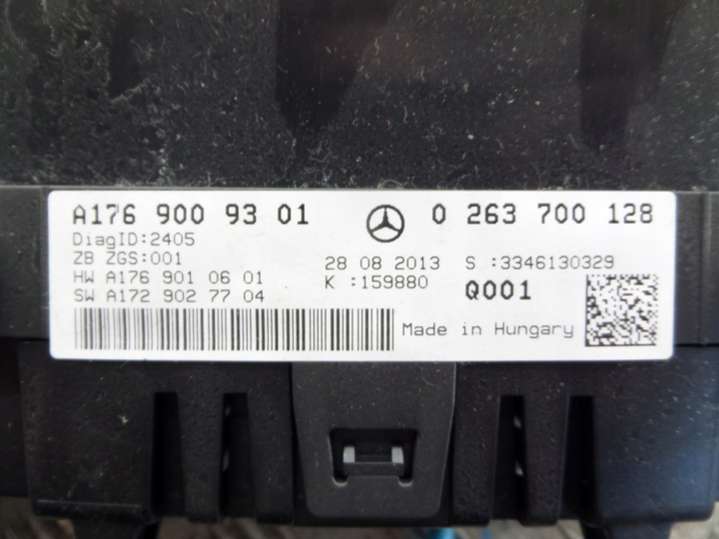 A176 900 93 01 0 263 700 128
DiagID:2405
ZB ZGS:001 28 08 2013 S :3346130329
HW A176 901 06 01 K :159880 Q001
SW A172 902 77 04
Made in Hungary